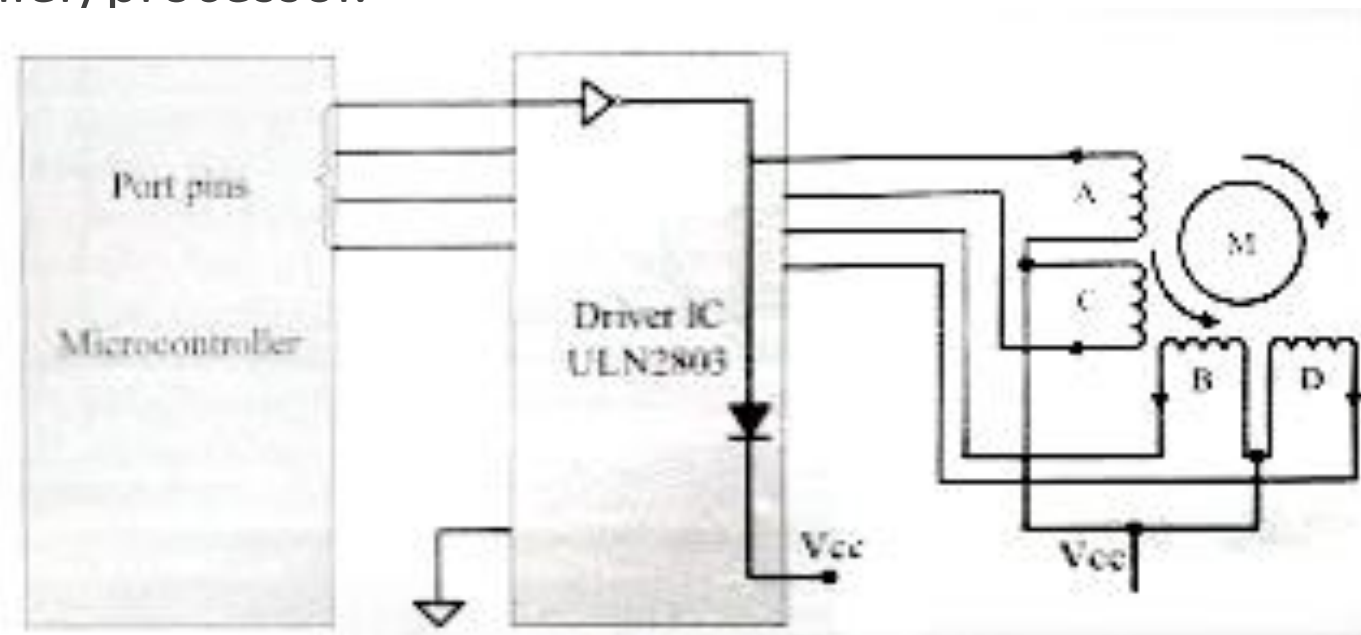 Port pins
Microcontroller
Driver IC
ULN2803
Vcc
A
C
M
B
D
Vcc